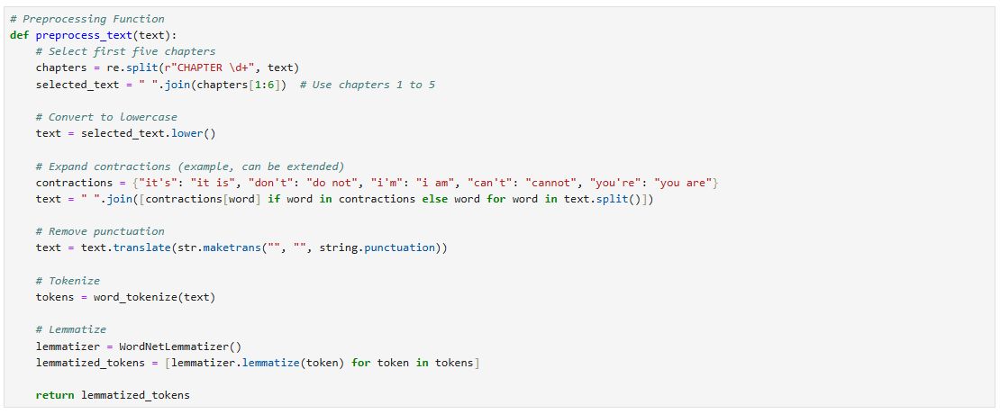 # Preprocessing Function
def preprocess_text(text):
    # Select first five chapters
    chapters = re.split(r"CHAPTER \d+", text)
    selected_text = " ".join(chapters[1:6])  # Use chapters 1 to 5

    # Convert to lowercase
    text = selected_text.lower()

    # Expand contractions (example, can be extended)
    contractions = {"it's": "it is", "don't": "do not", "i'm": "i am", "can't": "cannot", "you're": "you are"}
    text = " ".join([contractions[word] if word in contractions else word for word in text.split()])

    # Remove punctuation
    text = text.translate(str.maketrans("", "", string.punctuation))

    # Tokenize
    tokens = word_tokenize(text)

    # Lemmatize
    lemmatizer = WordNetLemmatizer()
    lemmatized_tokens = [lemmatizer.lemmatize(token) for token in tokens]

    return lemmatized_tokens